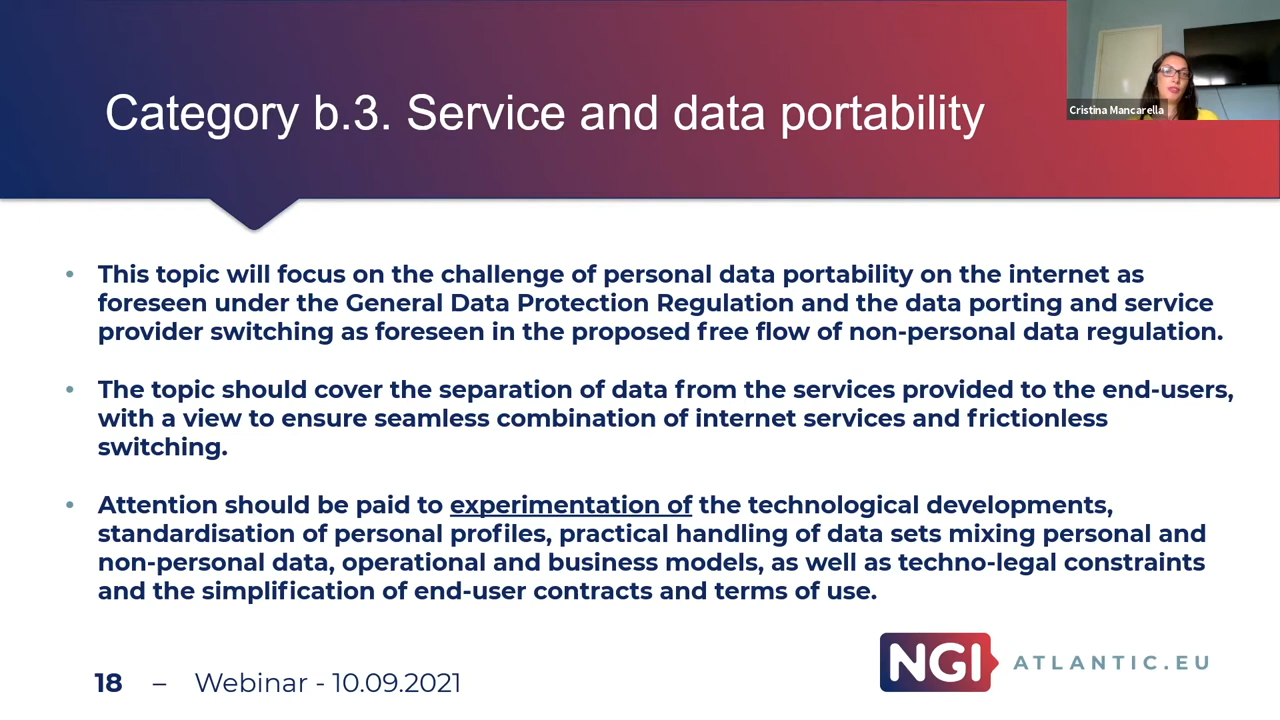 Category b.3. Service and data portability
Cristina Mancarella
• This topic will focus on the challenge of personal data portability on the internet as
foreseen under the General Data Protection Regulation and the data porting and service
provider switching as foreseen in the proposed free flow of non-personal data regulation.
• The topic should cover the separation of data from the services provided to the end-users,
with a view to ensure seamless combination of internet services and frictionless
switching.
• Attention should be paid to experimentation of the technological developments,
standardisation of personal profiles, practical handling of data sets mixing personal and
non-personal data, operational and business models, as well as techno-legal constraints
and the simplification of end-user contracts and terms of use.
18 – Webinar - 10.09.2021
NGI ATLANTIC.EU